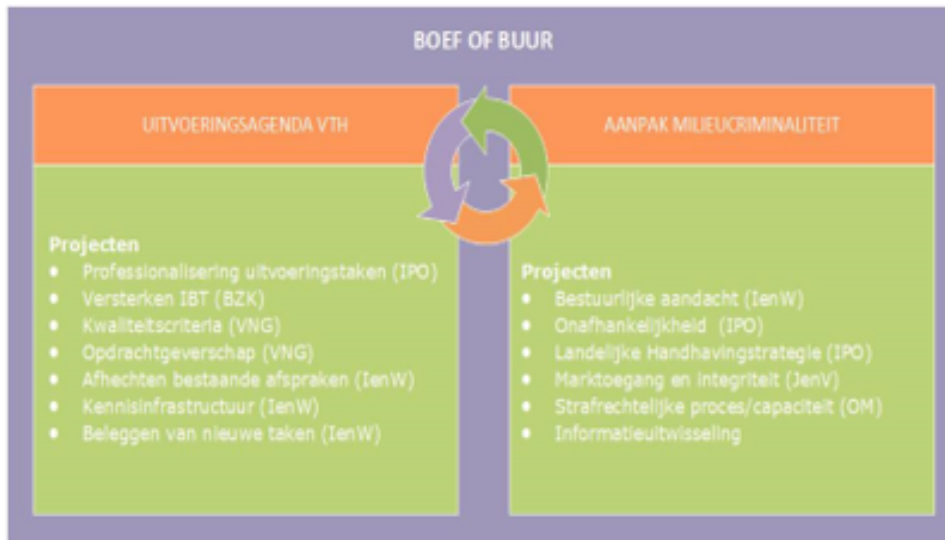 BOEF OF BUUR
UITVOERINGSAGENDA VTH
Projecten
• Professionalisering uitvoeringstaken (IPO)
• Versterken IBT (BZK)
• Kwaliteitscriteria (VNG)
• Opdrachtgeverschap (VNG)
• Afhechten bestaande afspraken (IenW)
• Kennisinfrastructuur (IenW)
• Beleggen van nieuwe taken (IenW)
AANPAK MILIEUCRIMINALITEIT
Projecten
• Bestuurlijke aandacht (IenW)
• Onafhankelijkheid (IPO)
• Landelijke Handhavingstrategie (IPO)
• Marktoegang en integriteit (JenV)
• Strafrechtelijke proces/capaciteit (OM)
• Informatieuitwisseling